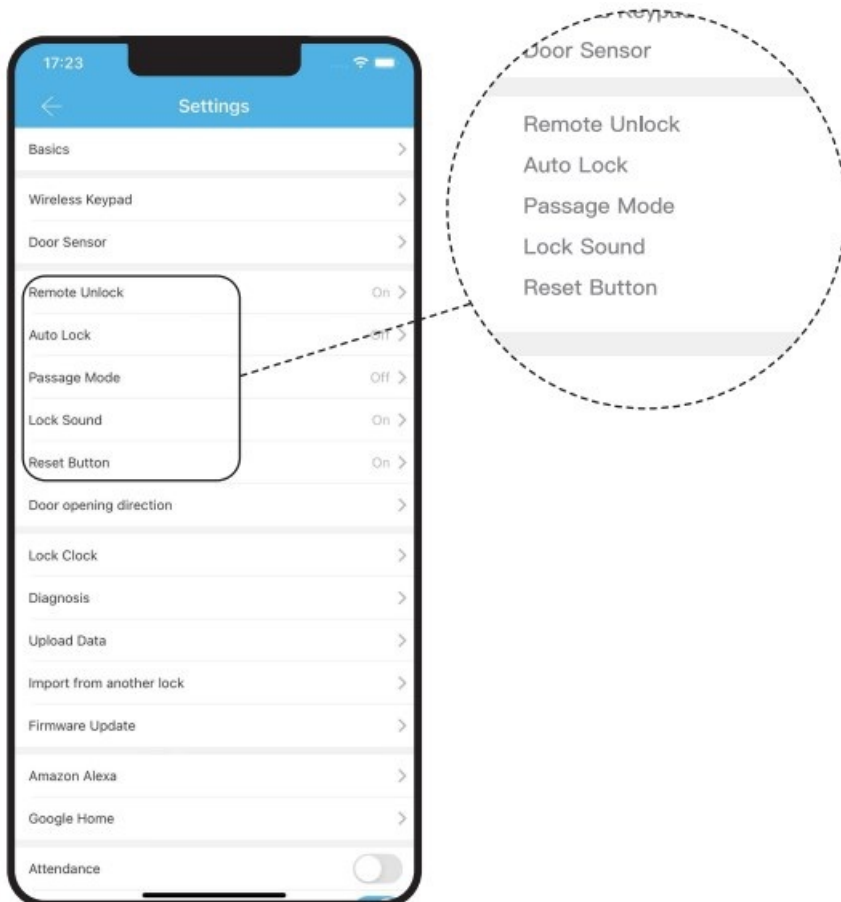 17:23
Settings
Basics
Wireless Keypad
Door Sensor
Remote Unlock On
Auto Lock Off
Passage Mode Off
Lock Sound On
Reset Button On
Door opening direction
Lock Clock
Diagnosis
Upload Data
Import from another lock
Firmware Update
Amazon Alexa
Google Home
Attendance
Door Sensor
Remote Unlock
Auto Lock
Passage Mode
Lock Sound
Reset Button